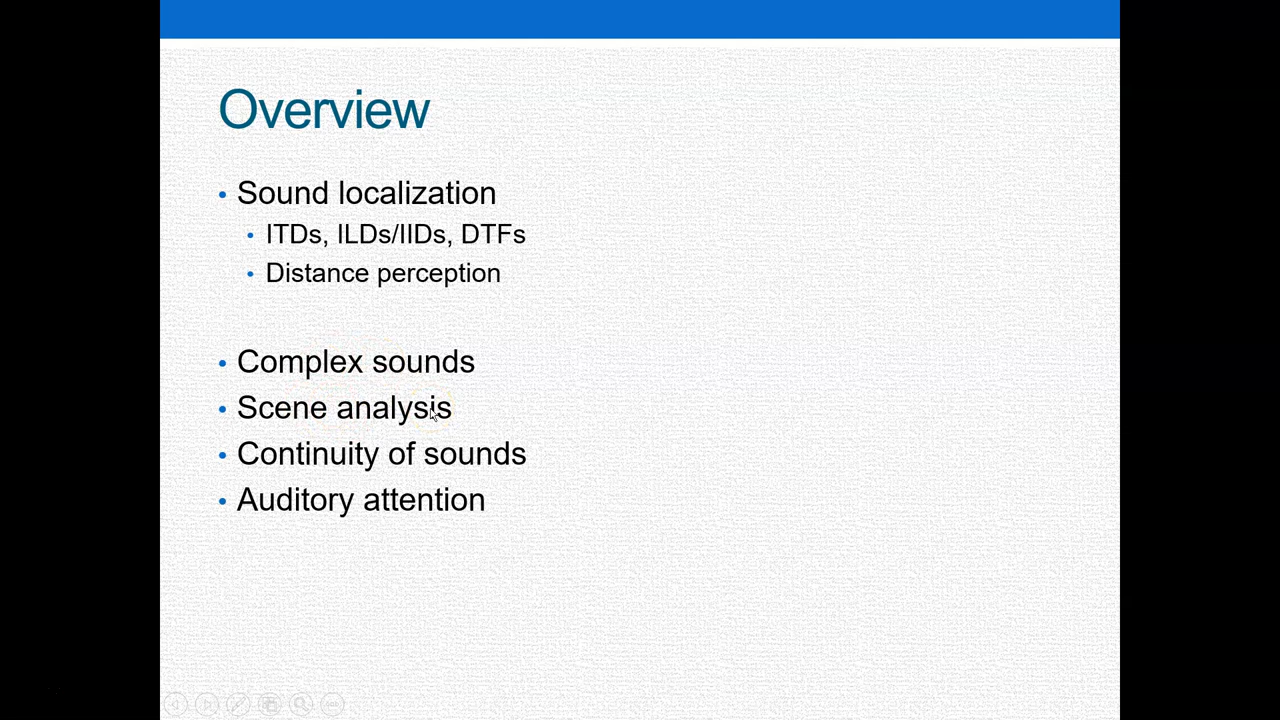 Overview
• Sound localization
• ITDs, ILDs/IIDs, DTFs
• Distance perception
• Complex sounds
• Scene analysis
• Continuity of sounds
• Auditory attention